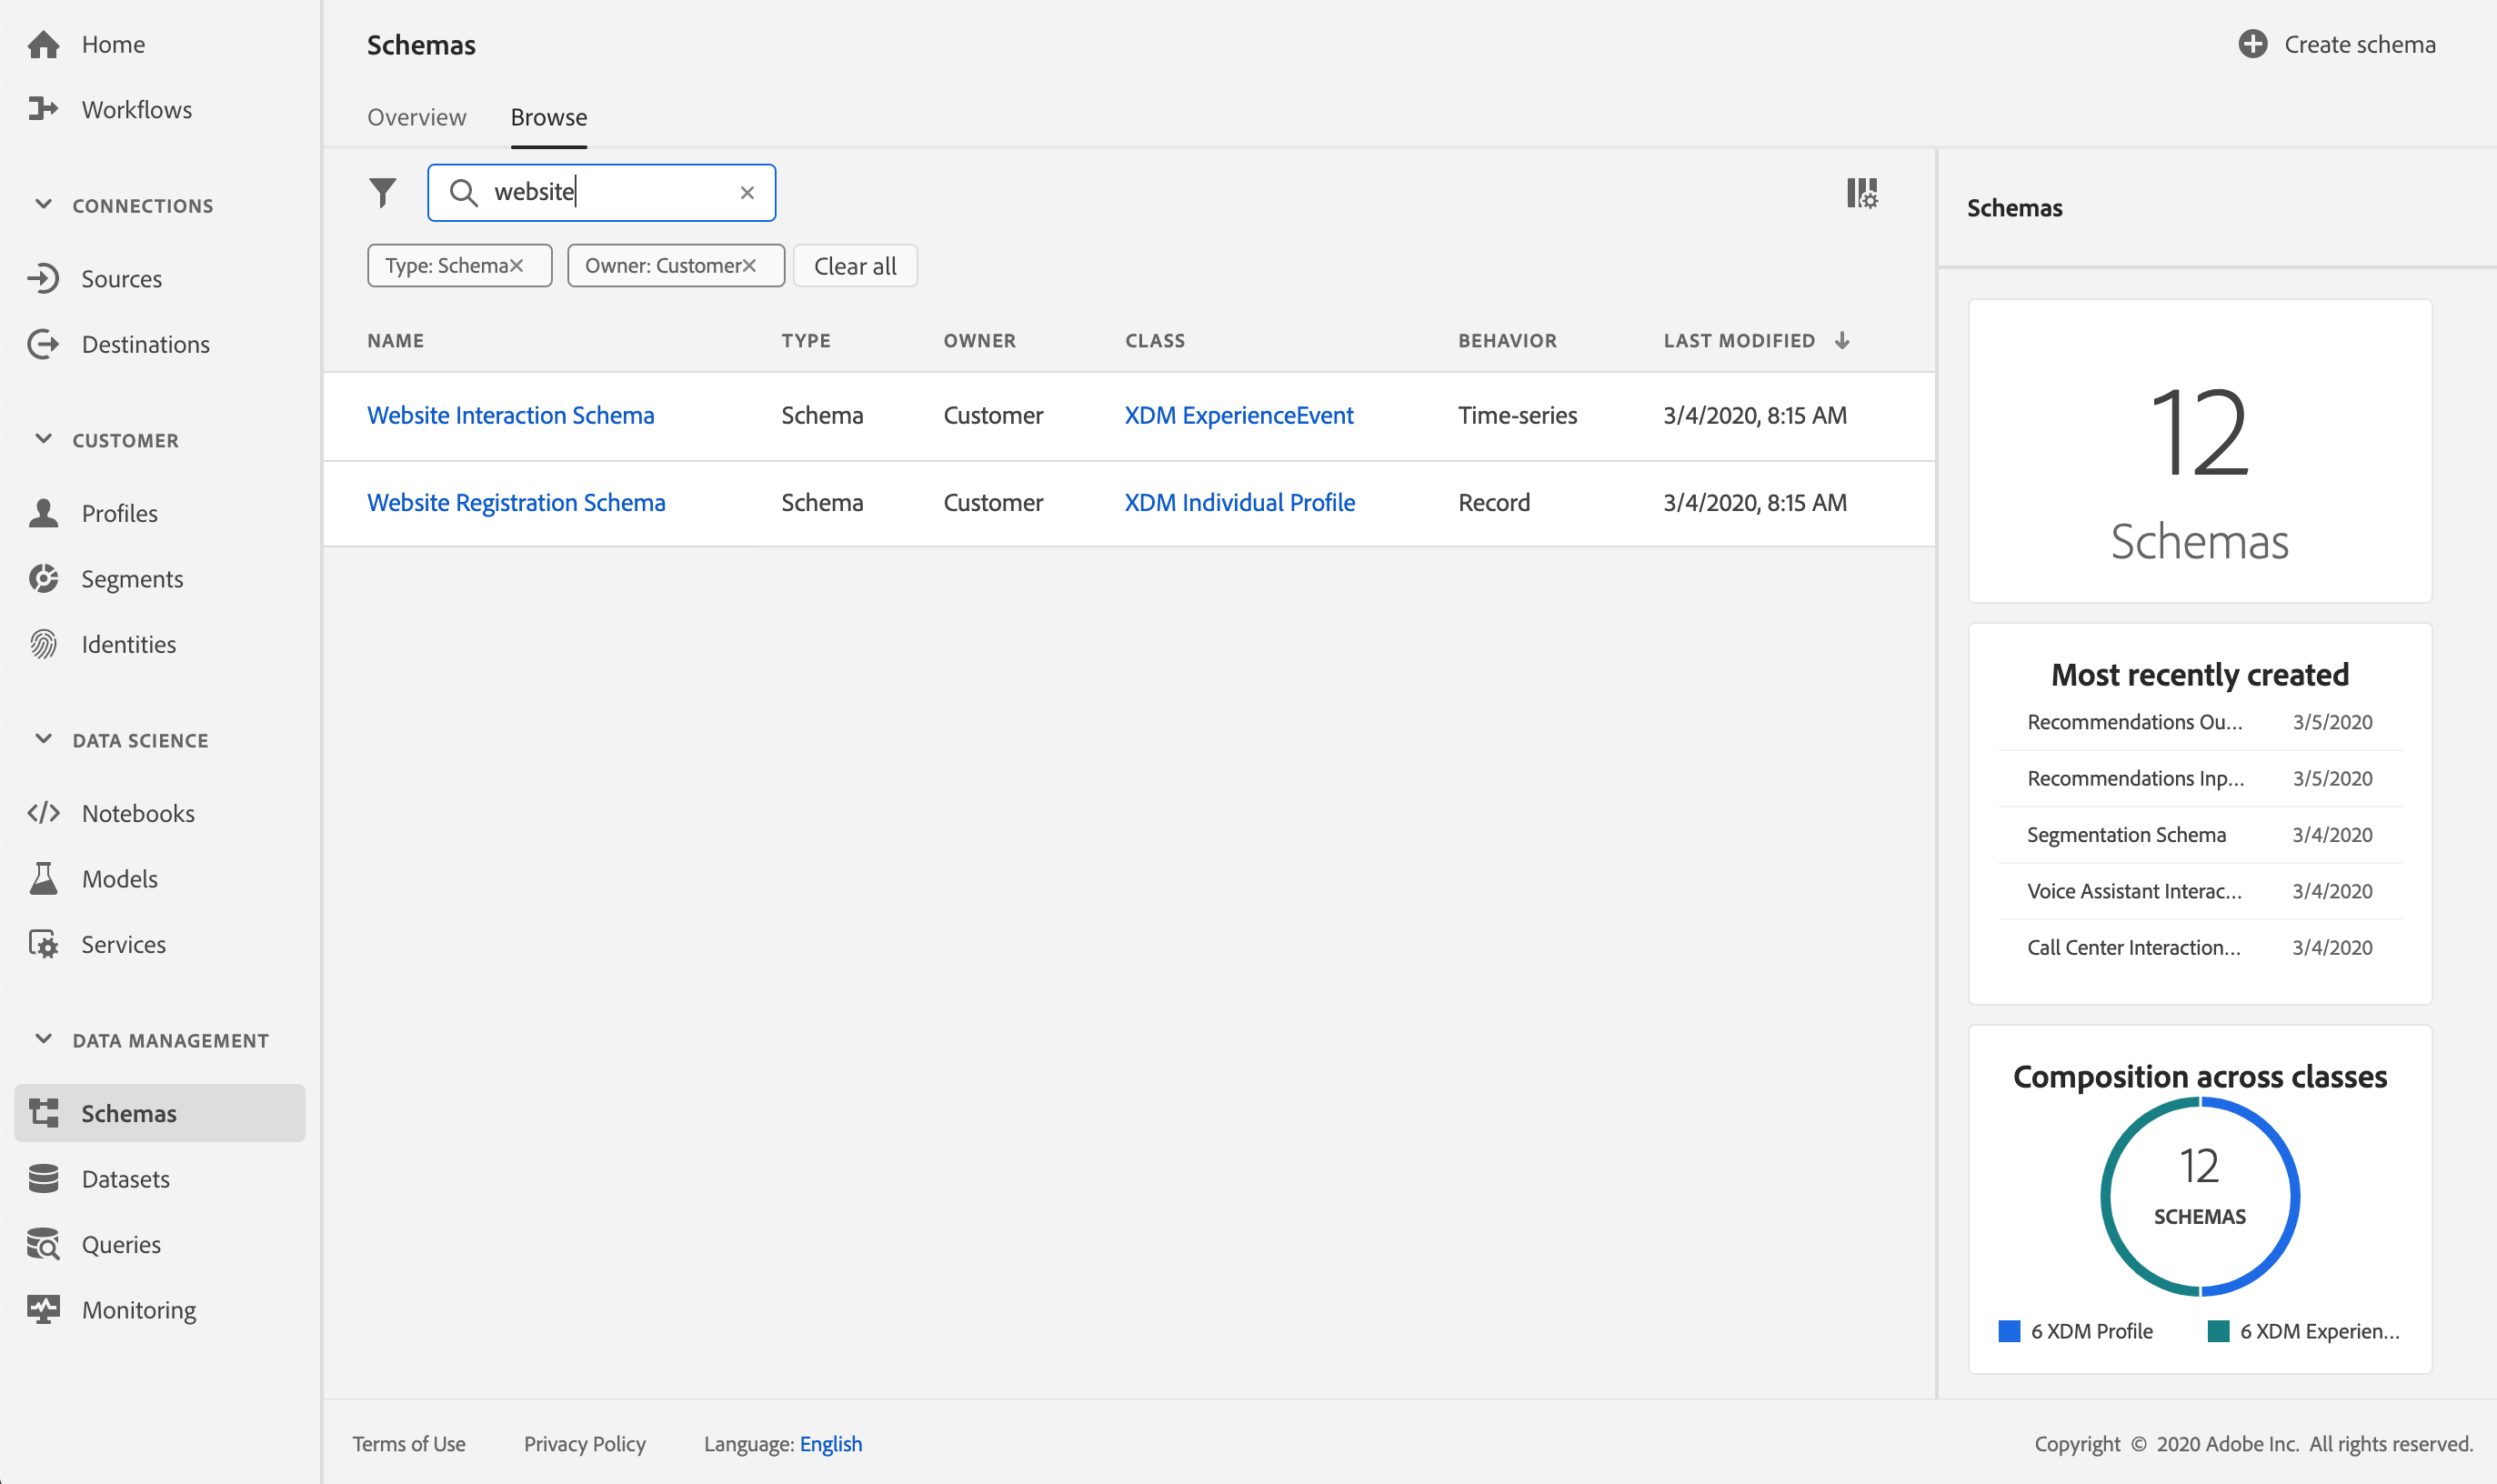 Home
Workflows
CONNECTIONS
Sources
Destinations
CUSTOMER
Profiles
Segments
Identities
DATA SCIENCE
Notebooks
Models
Services
DATA MANAGEMENT
Schemas
Datasets
Queries
Monitoring
Schemas
Create schema
Overview Browse
website
Type: Schema Owner: Customer Clear all
NAME TYPE OWNER CLASS BEHAVIOR LAST MODIFIED
Website Interaction Schema Schema Customer XDM ExperienceEvent Time-series 3/4/2020, 8:15 AM
Website Registration Schema Schema Customer XDM Individual Profile Record 3/4/2020, 8:15 AM
Schemas
12
Schemas
Most recently created
Recommendations Ou... 3/5/2020
Recommendations Inp... 3/5/2020
Segmentation Schema 3/4/2020
Voice Assistant Interac... 3/4/2020
Call Center Interaction... 3/4/2020
Composition across classes
12
SCHEMAS
6 XDM Profile 6 XDM Experien...
Terms of Use Privacy Policy Language: English Copyright © 2020 Adobe Inc. All rights reserved.